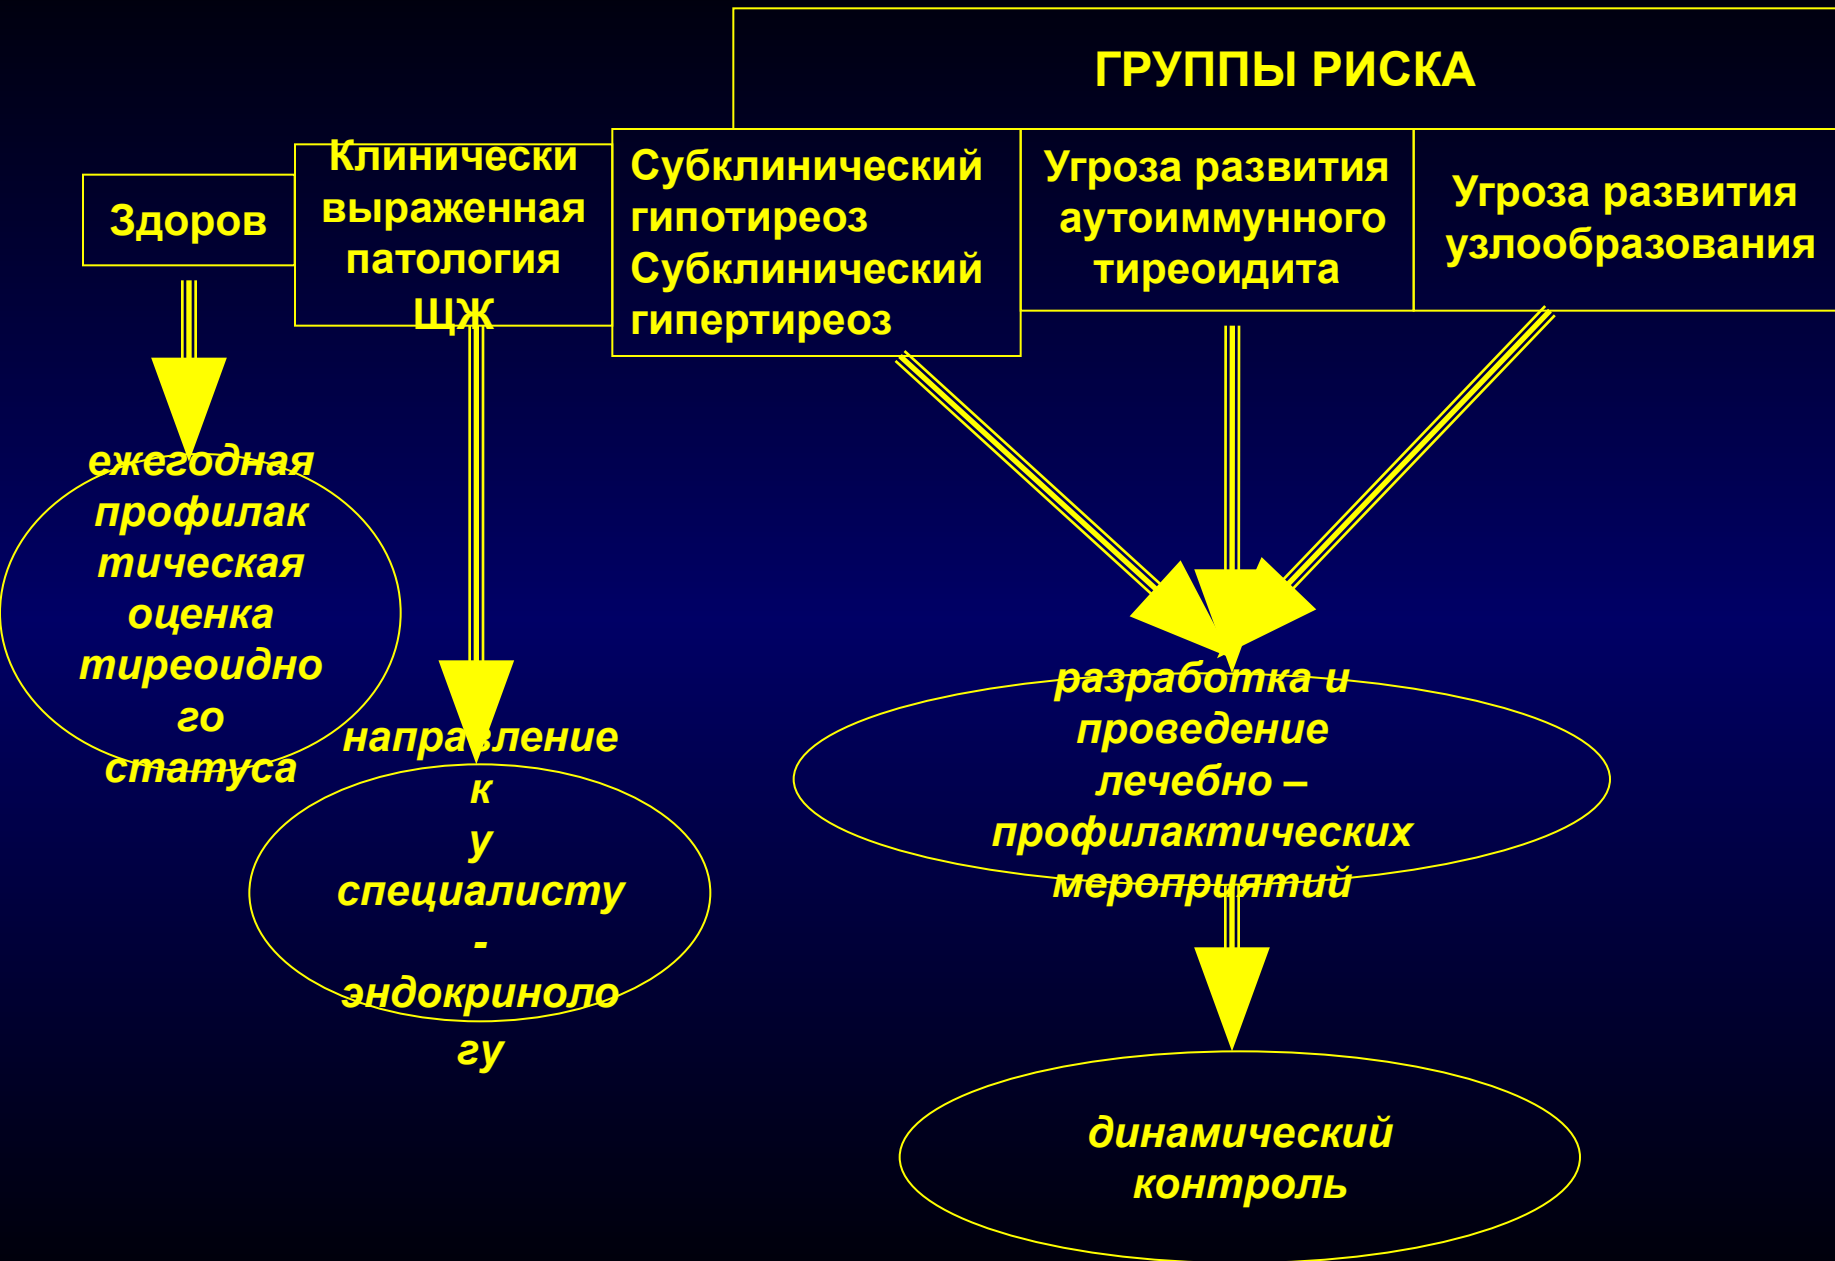 ГРУППЫ РИСКА
Здоров
Клинически
выраженная
патология
ЩЖ
Субклинический
гипотиреоз
Субклинический
гипертиреоз
Угроза развития
аутоиммунного
тиреоидита
Угроза развития
узлообразования
ежегодная
профилак
тическая
оценка
тиреоидно
го
статуса
направление
к
у
специалисту
-
эндокриноло
гу
разработка и
проведение
лечебно –
профилактических
мероприятий
динамический
контроль